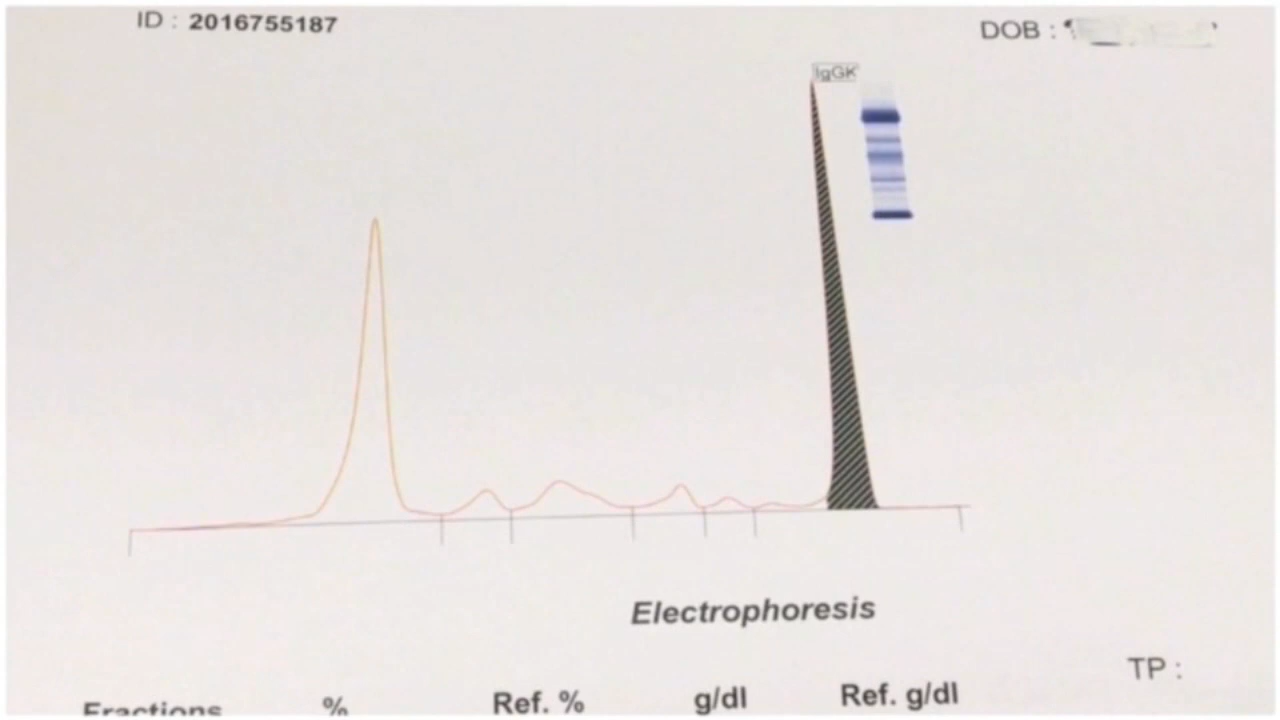 ID : 2016755187
DOB :
IgGK
Electrophoresis
TP :
Fractions % Ref. % g/dl Ref. g/dl